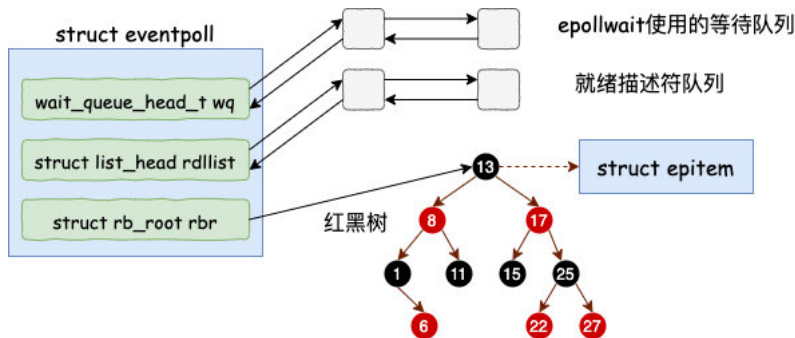 struct eventpoll
epollwait使用的等待队列
wait_queue_head_t wq
就绪描述符队列
struct list_head rdllist
13
struct epitem
struct rb_root rbr
红黑树
8
17
1
11
15
25
6
22
27